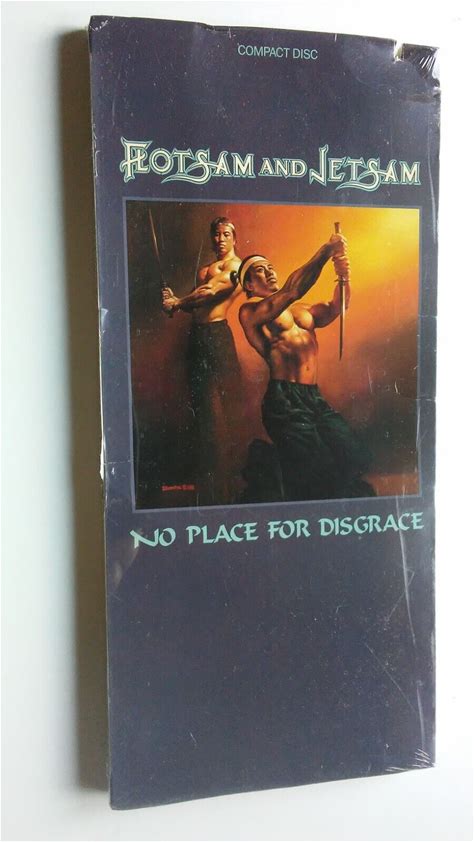 COMPACT DISC
FLOTSAM AND JETSAM
NO PLACE FOR DISGRACE